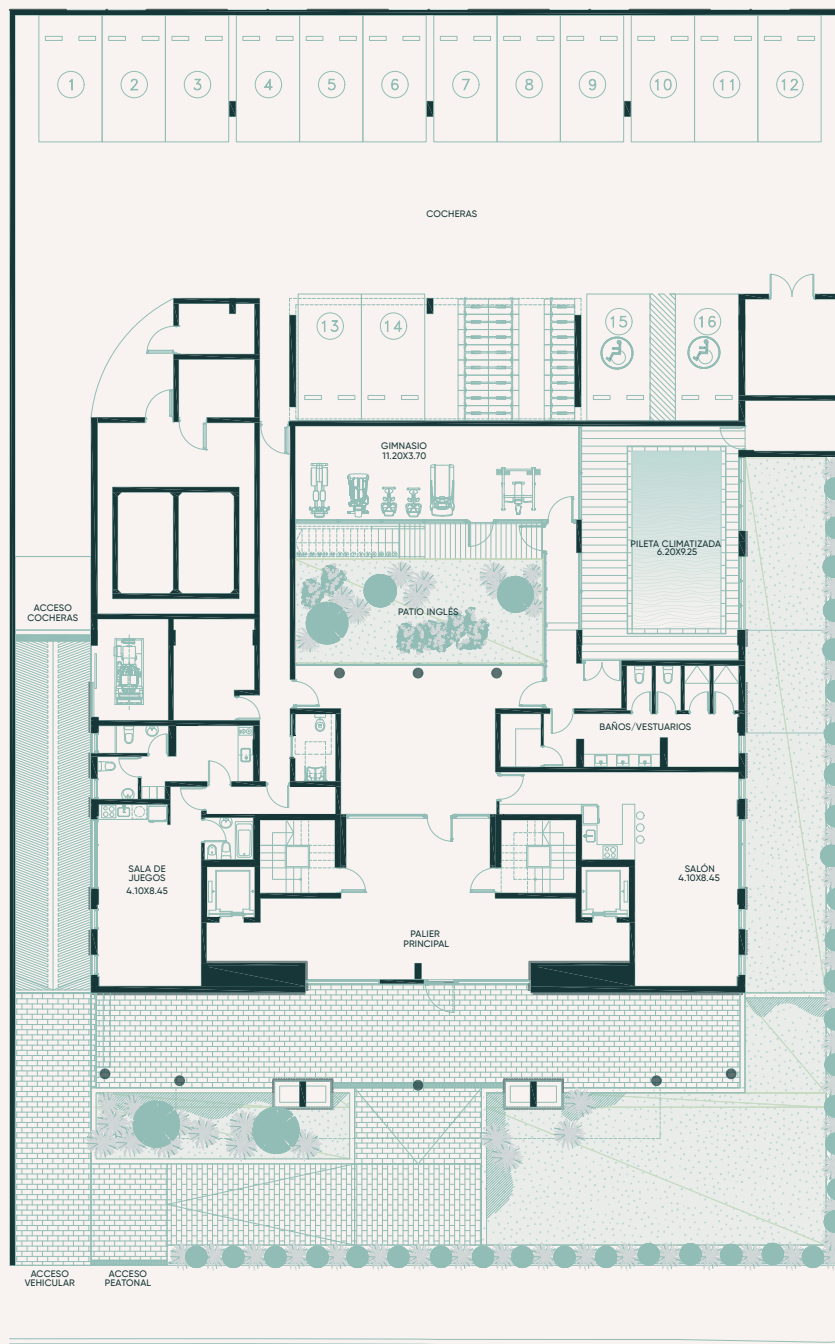 1
2
3
4
5
6
7
8
9
10
11
12
COCHERAS
13
14
15
16
GIMNASIO
11.20X3.70
PILETA CLIMATIZADA
6.20X9.25
ACCESO
COCHERAS
PATIO INGLÉS
BAÑOS/VESTUARIOS
SALA DE
JUEGOS
4.10X8.45
SALÓN
4.10X8.45
PALIER
PRINCIPAL
ACCESO
VEHICULAR
ACCESO
PEATONAL